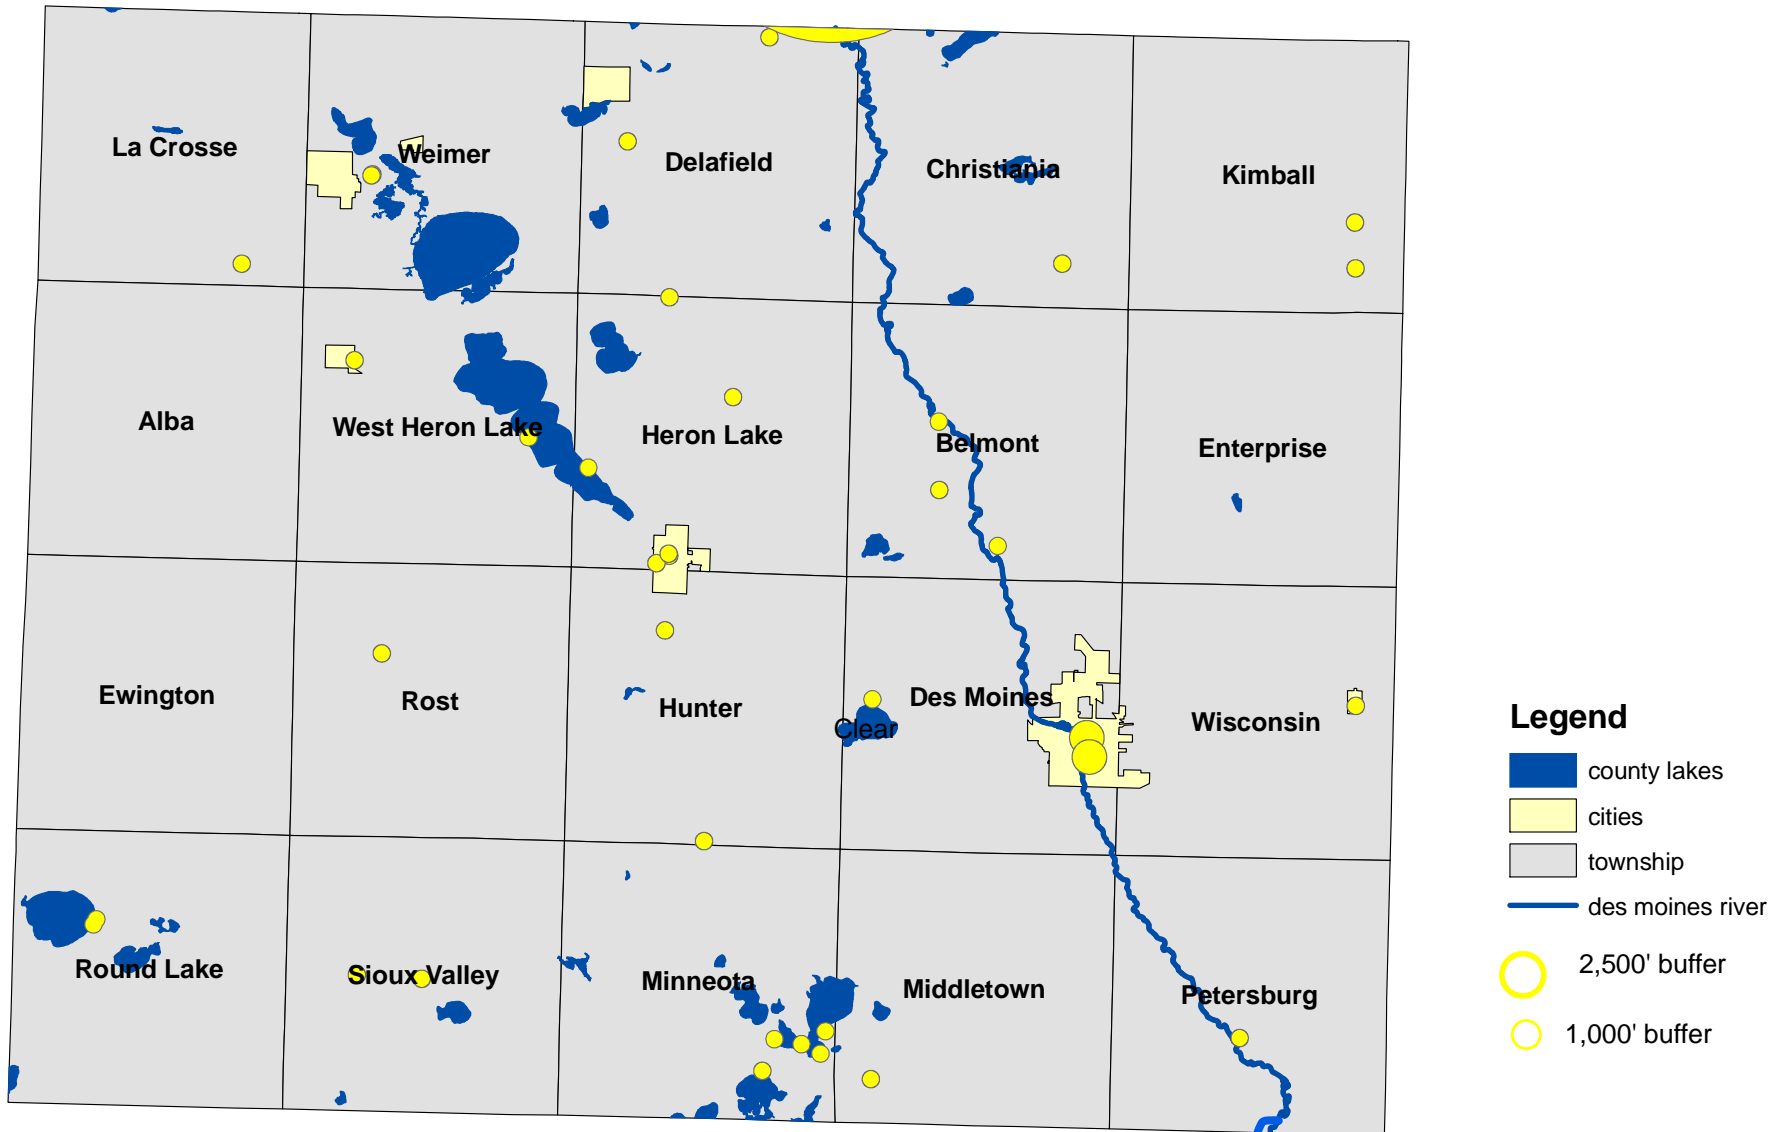 La Crosse
Weimer
Delafield
Christiania
Kimball
Alba
West Heron Lake
Heron Lake
Belmont
Enterprise
Ewington
Rost
Hunter
Clear
Des Moines
Wisconsin
Round Lake
Sioux Valley
Minneota
Middletown
Petersburg
Legend
county lakes
cities
township
des moines river
2,500' buffer
1,000' buffer